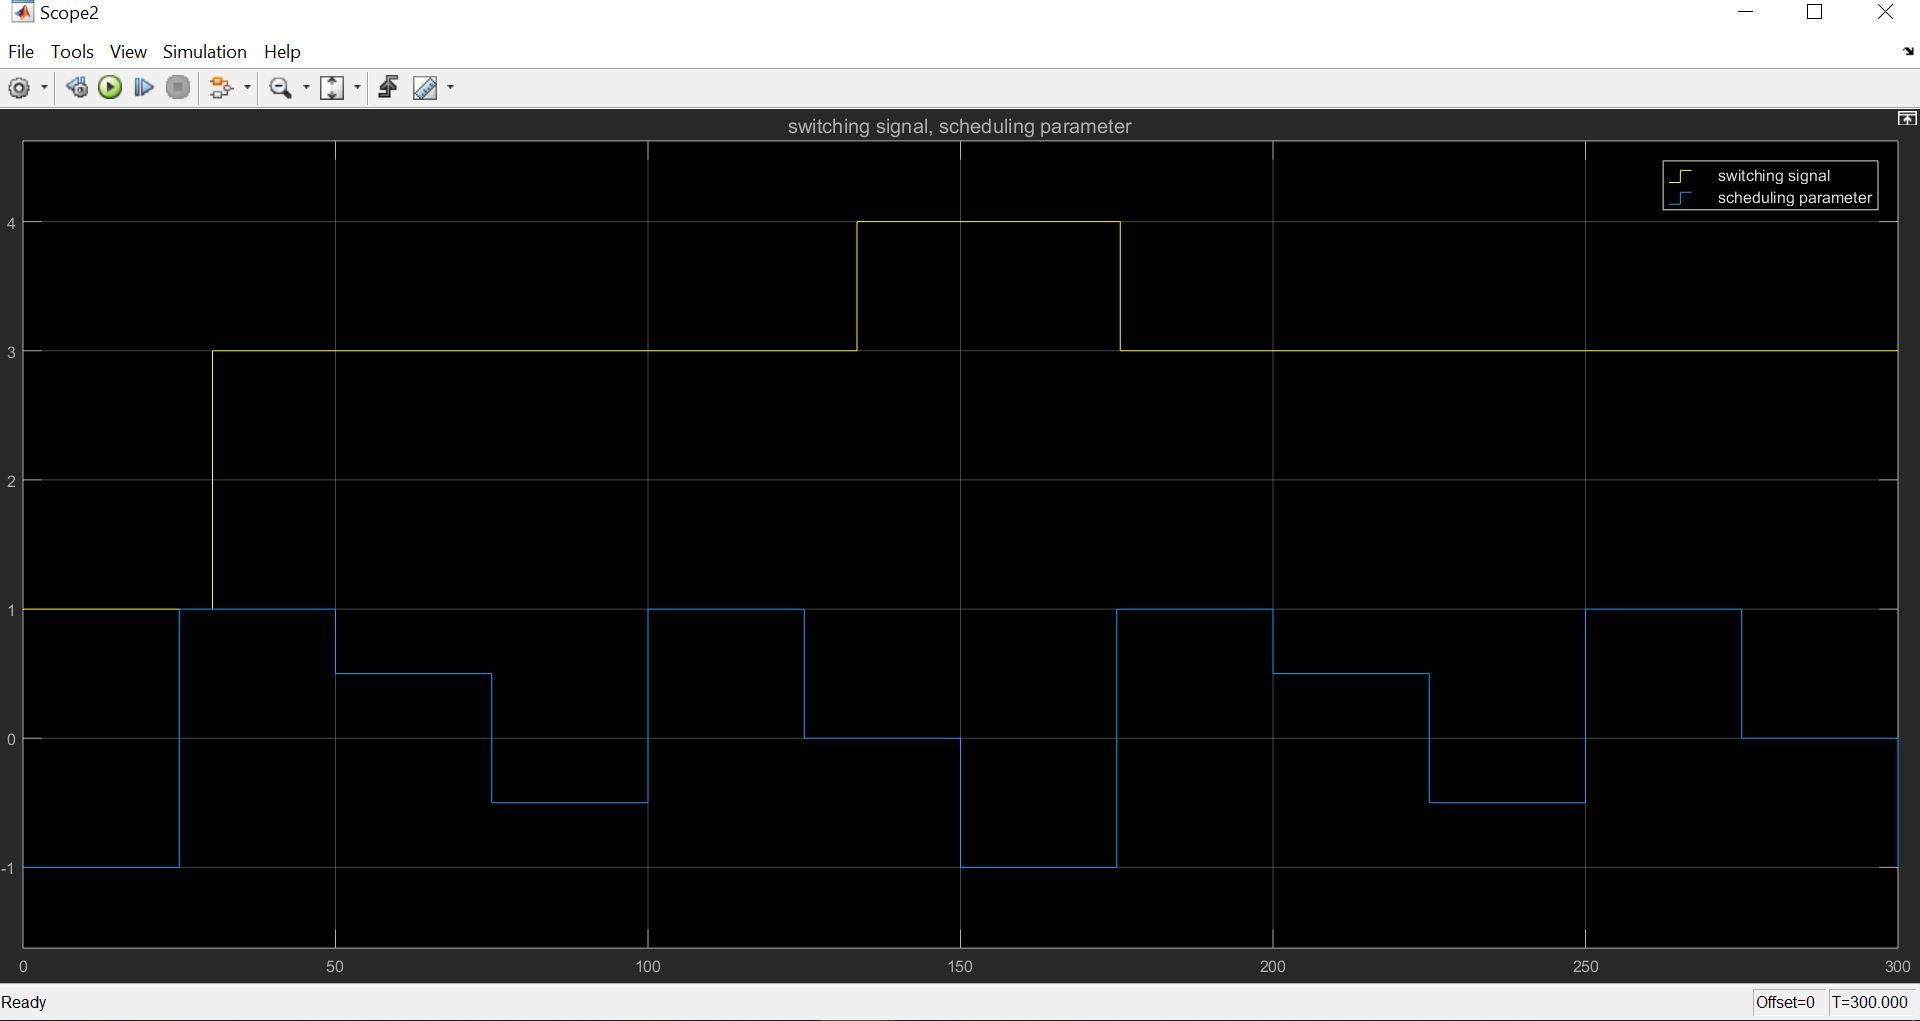 Scope2
File Tools View Simulation Help
switching signal, scheduling parameter
switching signal
scheduling parameter
4
3
2
1
0
-1
0 50 100 150 200 250 300
Ready Offset=0 T=300.000